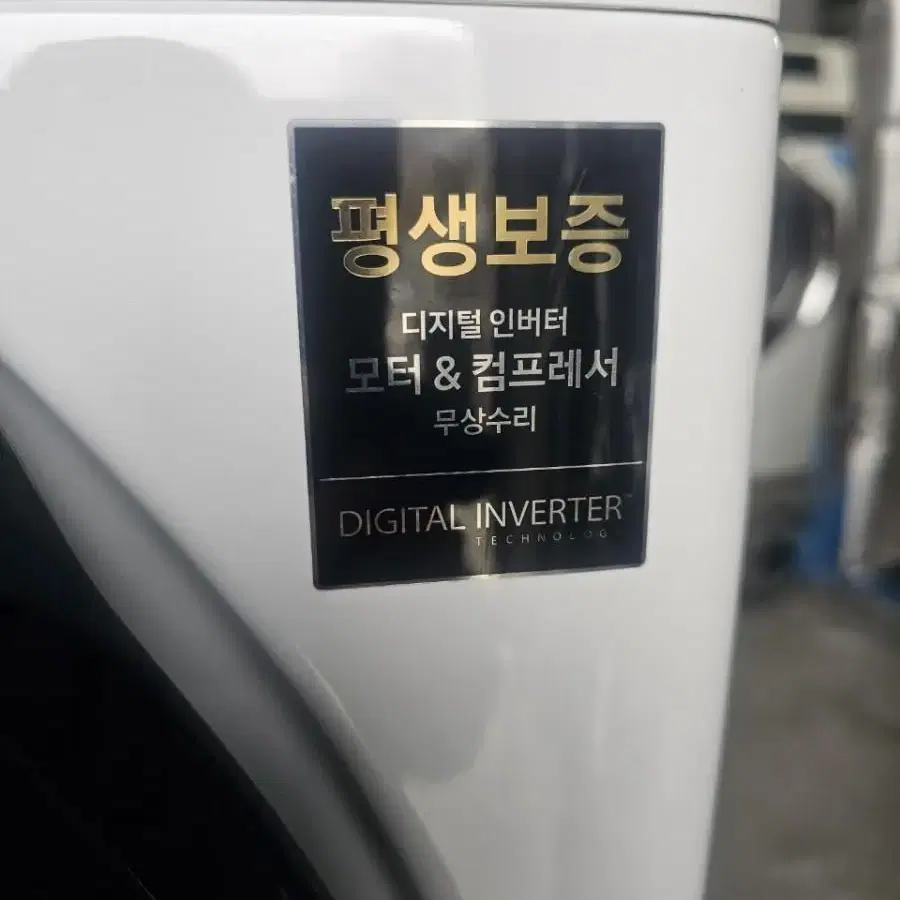 평생보증
디지털 인버터
모터 & 컴프레서
무상수리
DIGITAL INVERTER™
TECHNOLOGY